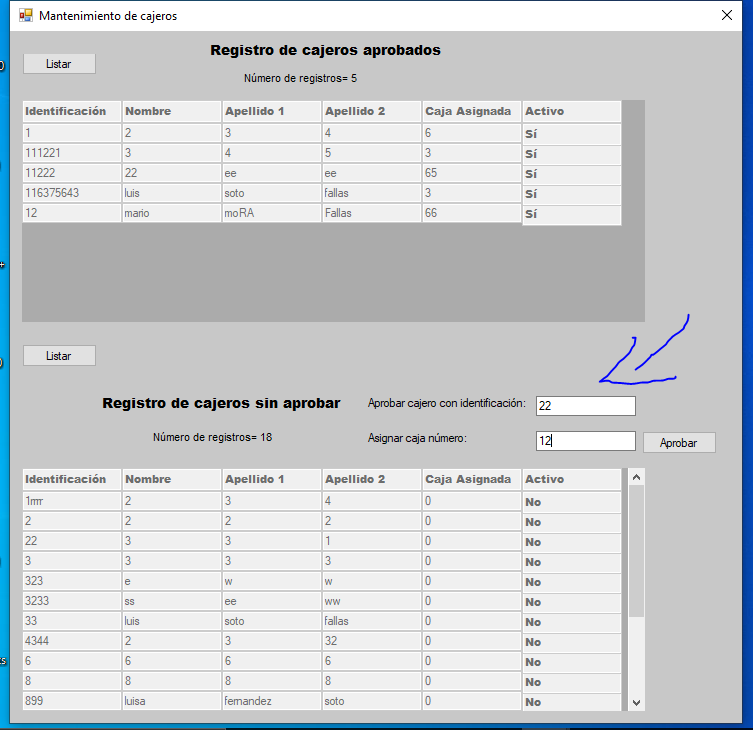 Mantenimiento de cajeros
Registro de cajeros aprobados
Listar
Número de registros= 5
Identificación Nombre Apellido 1 Apellido 2 Caja Asignada Activo
1 2 3 4 6 Sí
111221 3 4 5 3 Sí
11222 22 ee ee 65 Sí
116375643 luis soto fallas 3 Sí
12 mario moRA Fallas 66 Sí
Listar
Registro de cajeros sin aprobar
Aprobar cajero con identificación: 22
Número de registros= 18
Asignar caja número: 12 Aprobar
Identificación Nombre Apellido 1 Apellido 2 Caja Asignada Activo
2 2 2 2 0 No
22 3 3 1 0 No
3 3 3 3 0 No
323 e w w 0 No
3233 ss ee ww 0 No
33 luis soto fallas 0 No
4344 2 3 32 0 No
6 6 6 6 0 No
8 8 8 8 0 No
899 luisa fernandez soto 0 No